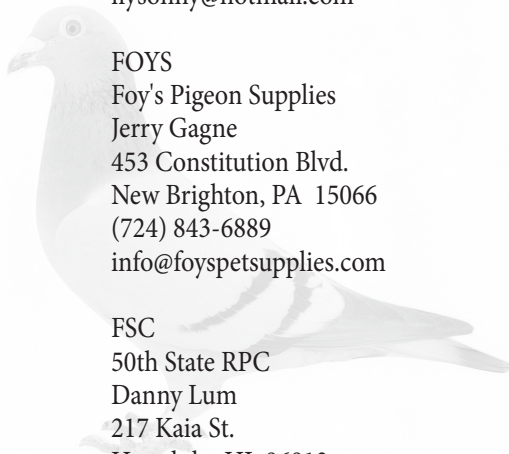 FOYS
Foy's Pigeon Supplies
Jerry Gagne
453 Constitution Blvd.
New Brighton, PA 15066
(724) 843-6889
info@foyspetsupplies.com
FSC
50th State RPC
Danny Lum
217 Kaia St.